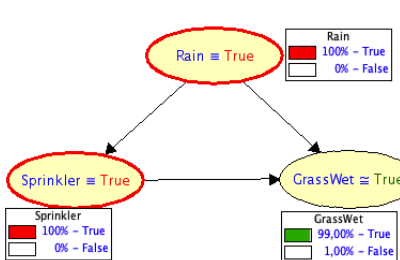 Rain
Rain ≡ True
100% - True
0% - False
Sprinkler ≡ True
GrassWet ≅ True
Sprinkler
100% - True
0% - False
GrassWet
99,00% - True
1,00% - False